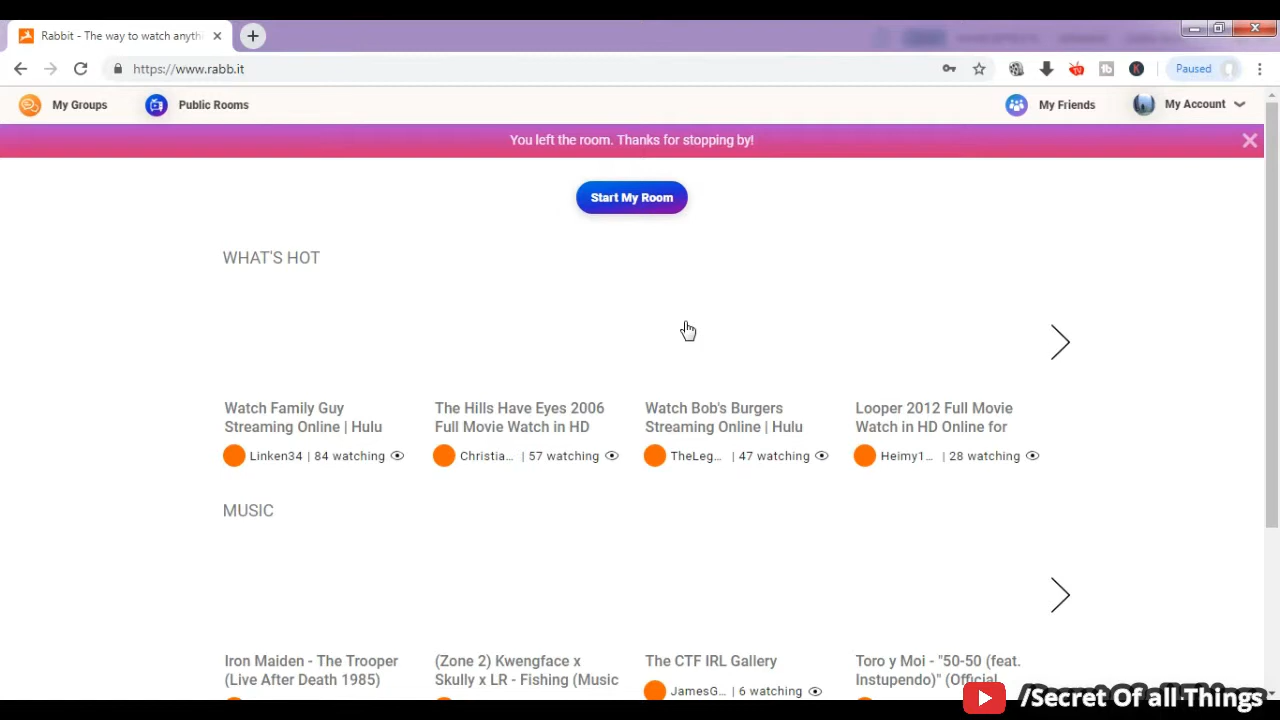 Rabbit - The way to watch anythi
https://www.rabb.it
Paused
My Groups
Public Rooms
My Friends
My Account
You left the room. Thanks for stopping by!
Start My Room
WHAT'S HOT
Watch Family Guy
Streaming Online | Hulu
Linken34 | 84 watching
The Hills Have Eyes 2006
Full Movie Watch in HD
Christia... | 57 watching
Watch Bob's Burgers
Streaming Online | Hulu
TheLeg... | 47 watching
Looper 2012 Full Movie
Watch in HD Online for
Heimy1... | 28 watching
MUSIC
Iron Maiden - The Trooper
(Live After Death 1985)
(Zone 2) Kwengface x
Skully x LR - Fishing (Music
The CTF IRL Gallery
JamesG... | 6 watching
Toro y Moi - "50-50 (feat.
Instupendo)" (Official
/Secret Of all Things